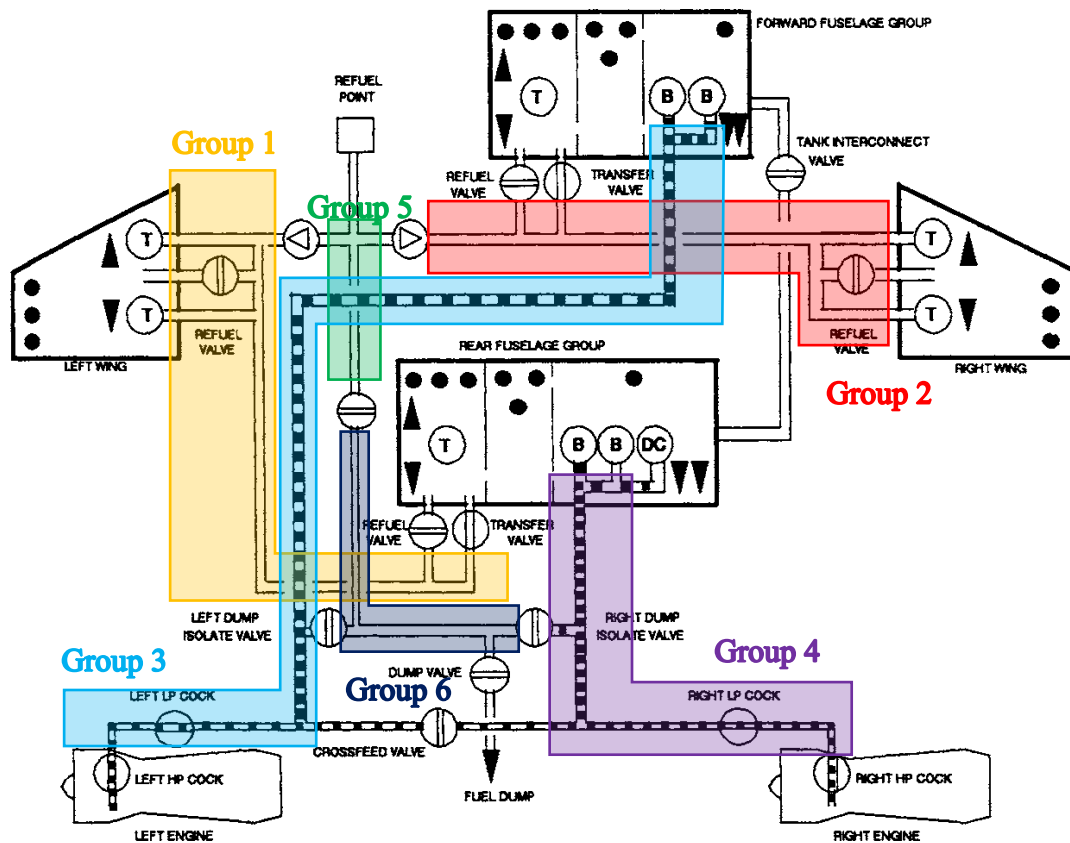 FORWARD FUSELAGE GROUP
REFUEL
POINT
T
B
B
Group 1
TANK INTERCONNECT
VALVE
REFUEL
VALVE
TRANSFER
VALVE
Group 5
T
T
T
T
REFUEL
VALVE
REFUEL
VALVE
LEFT WING
REAR FUSELAGE GROUP
RIGHT WING
Group 2
T
B
B
DC
REFUEL
VALVE
TRANSFER
VALVE
LEFT DUMP
ISOLATE VALVE
RIGHT DUMP
ISOLATE VALVE
Group 3
DUMP VALVE
Group 4
Group 6
LEFT LP COCK
RIGHT LP COCK
CROSSFEED VALVE
LEFT HP COCK
RIGHT HP COCK
FUEL DUMP
LEFT ENGINE
RIGHT ENGINE